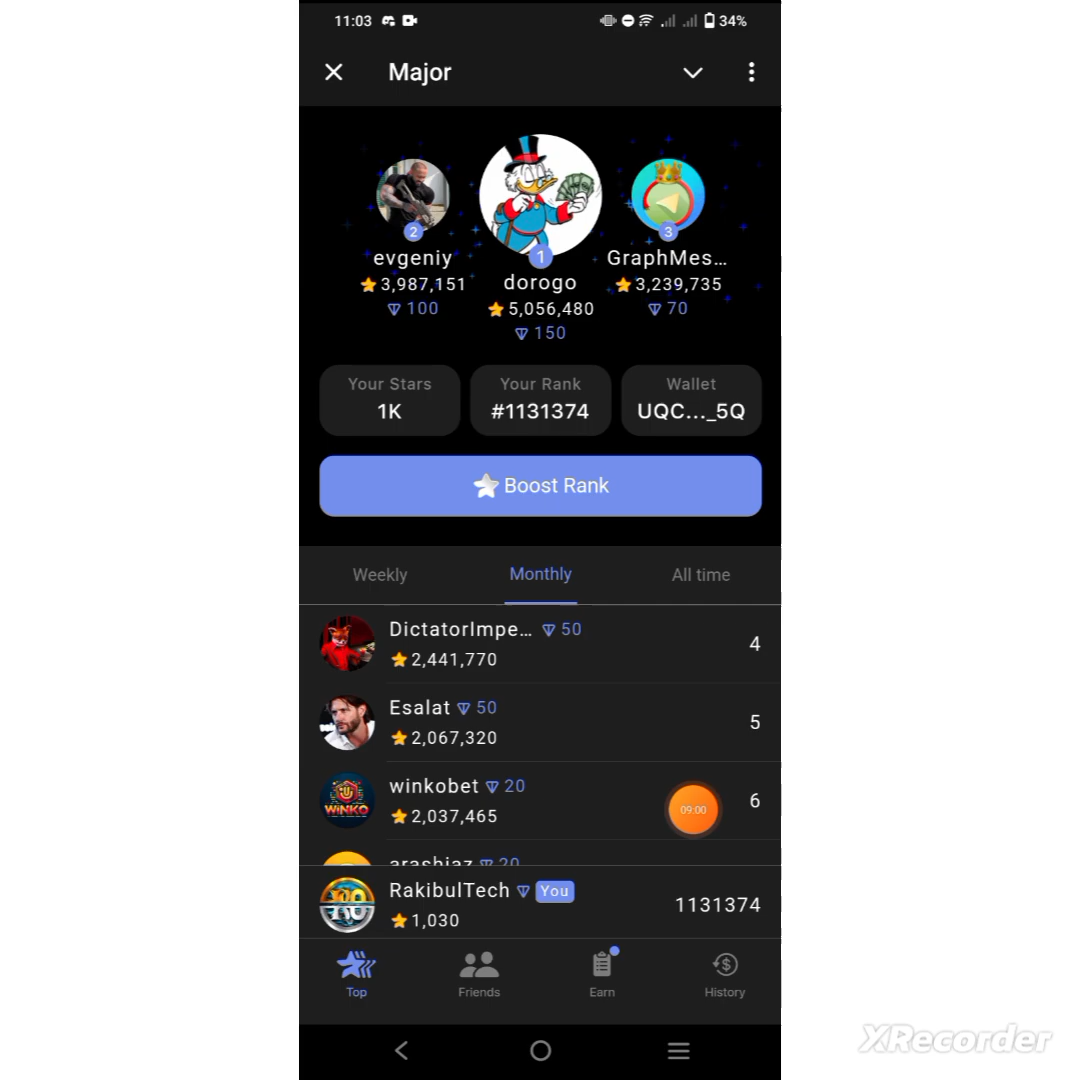 11:03
34%
Major
2
1
3
evgeniy
GraphMes...
3,987,151
dorogo
3,239,735
100
5,056,480
70
150
Your Stars
Your Rank
Wallet
1K
#1131374
UQC..._5Q
Boost Rank
Weekly
Monthly
All time
DictatorImpe... 50
2,441,770
4
Esalat 50
2,067,320
5
winkobet 20
2,037,465
6
WINKO
09:00
arashjaz 20
RakibulTech You
1,030
1131374
Top
Friends
Earn
History
XRecorder